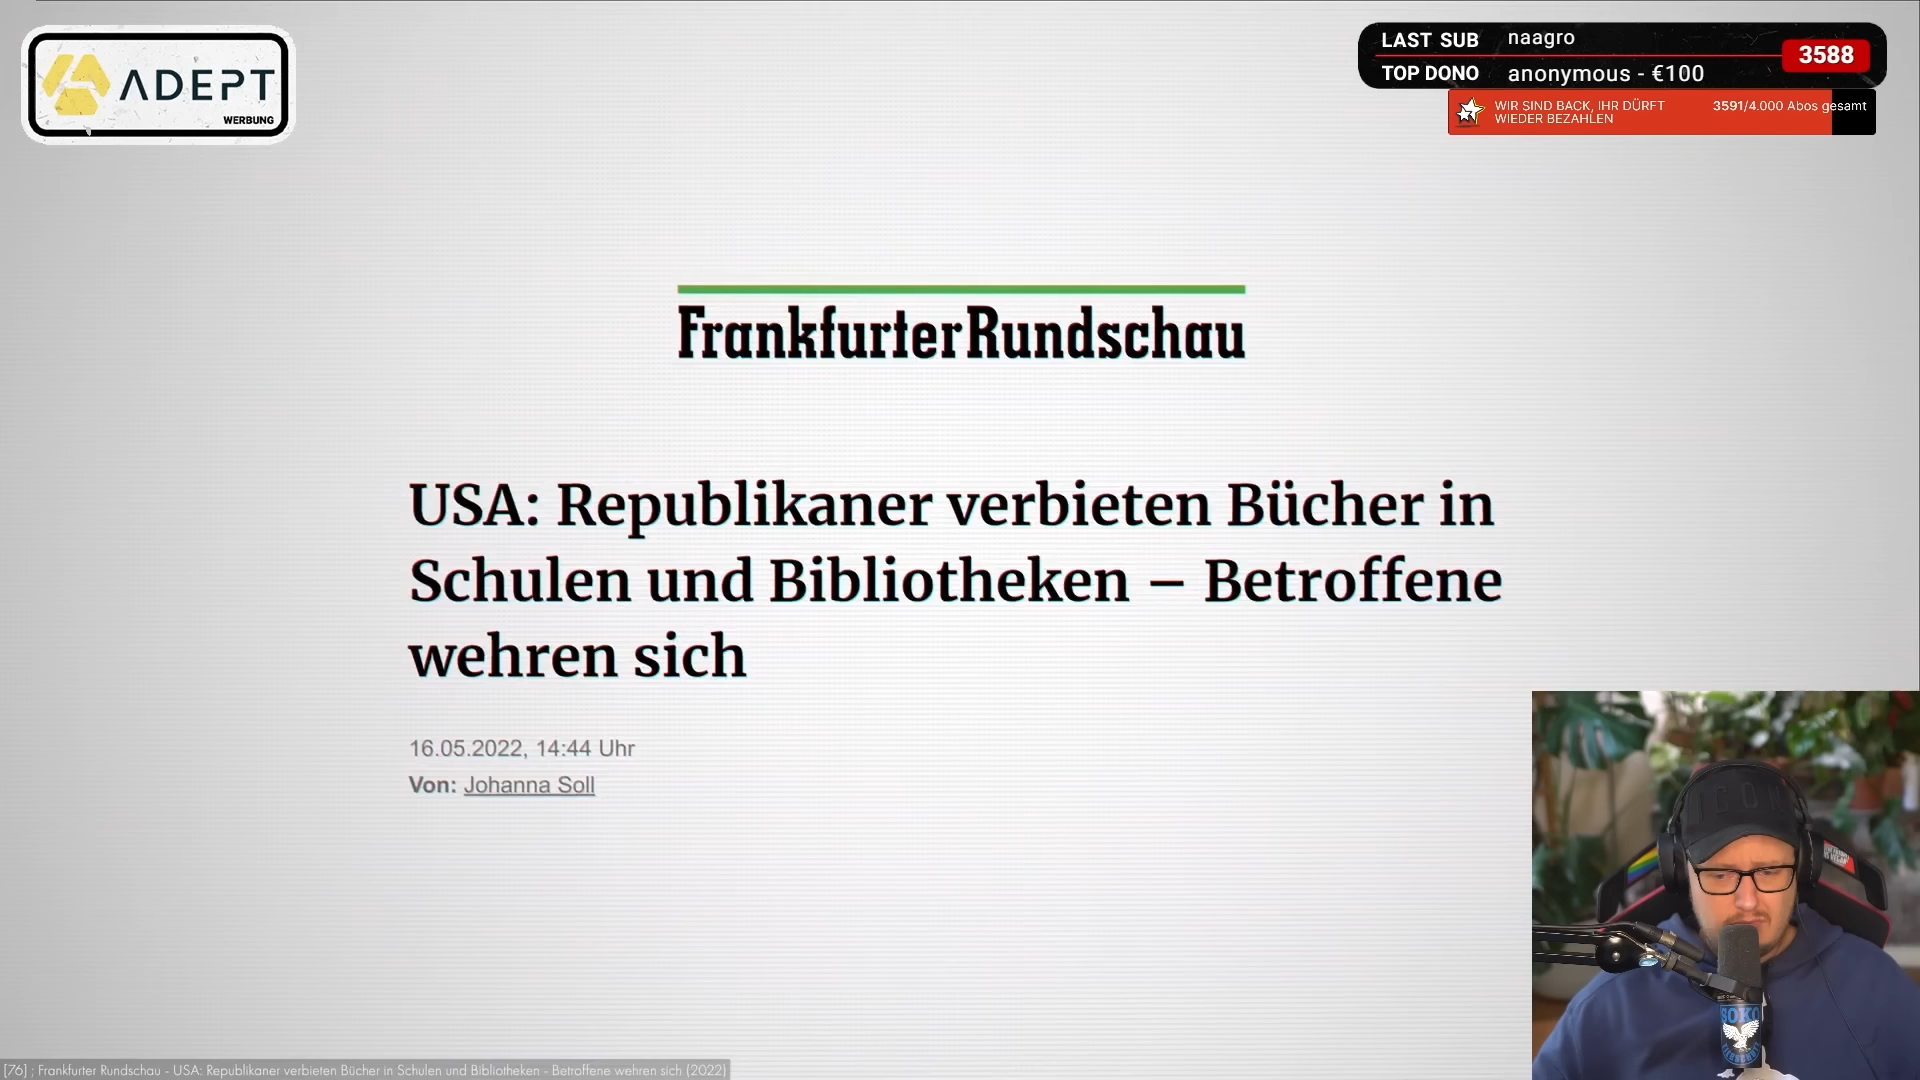 ADEPT
WERBUNG
LAST SUB naagro
TOP DONO anonymous - €100
3588
WIR SIND BACK, IHR DÜRFT
WIEDER BEZAHLEN
3591/4.000 Abos gesamt
FrankfurterRundschau
USA: Republikaner verbieten Bücher in
Schulen und Bibliotheken – Betroffene
wehren sich
16.05.2022, 14:44 Uhr
Von: Johanna Soll
ICON
SOKO
[76] ; Frankfurter Rundschau - USA: Republikaner verbieten Bücher in Schulen und Bibliotheken - Betroffene wehren sich (2022)